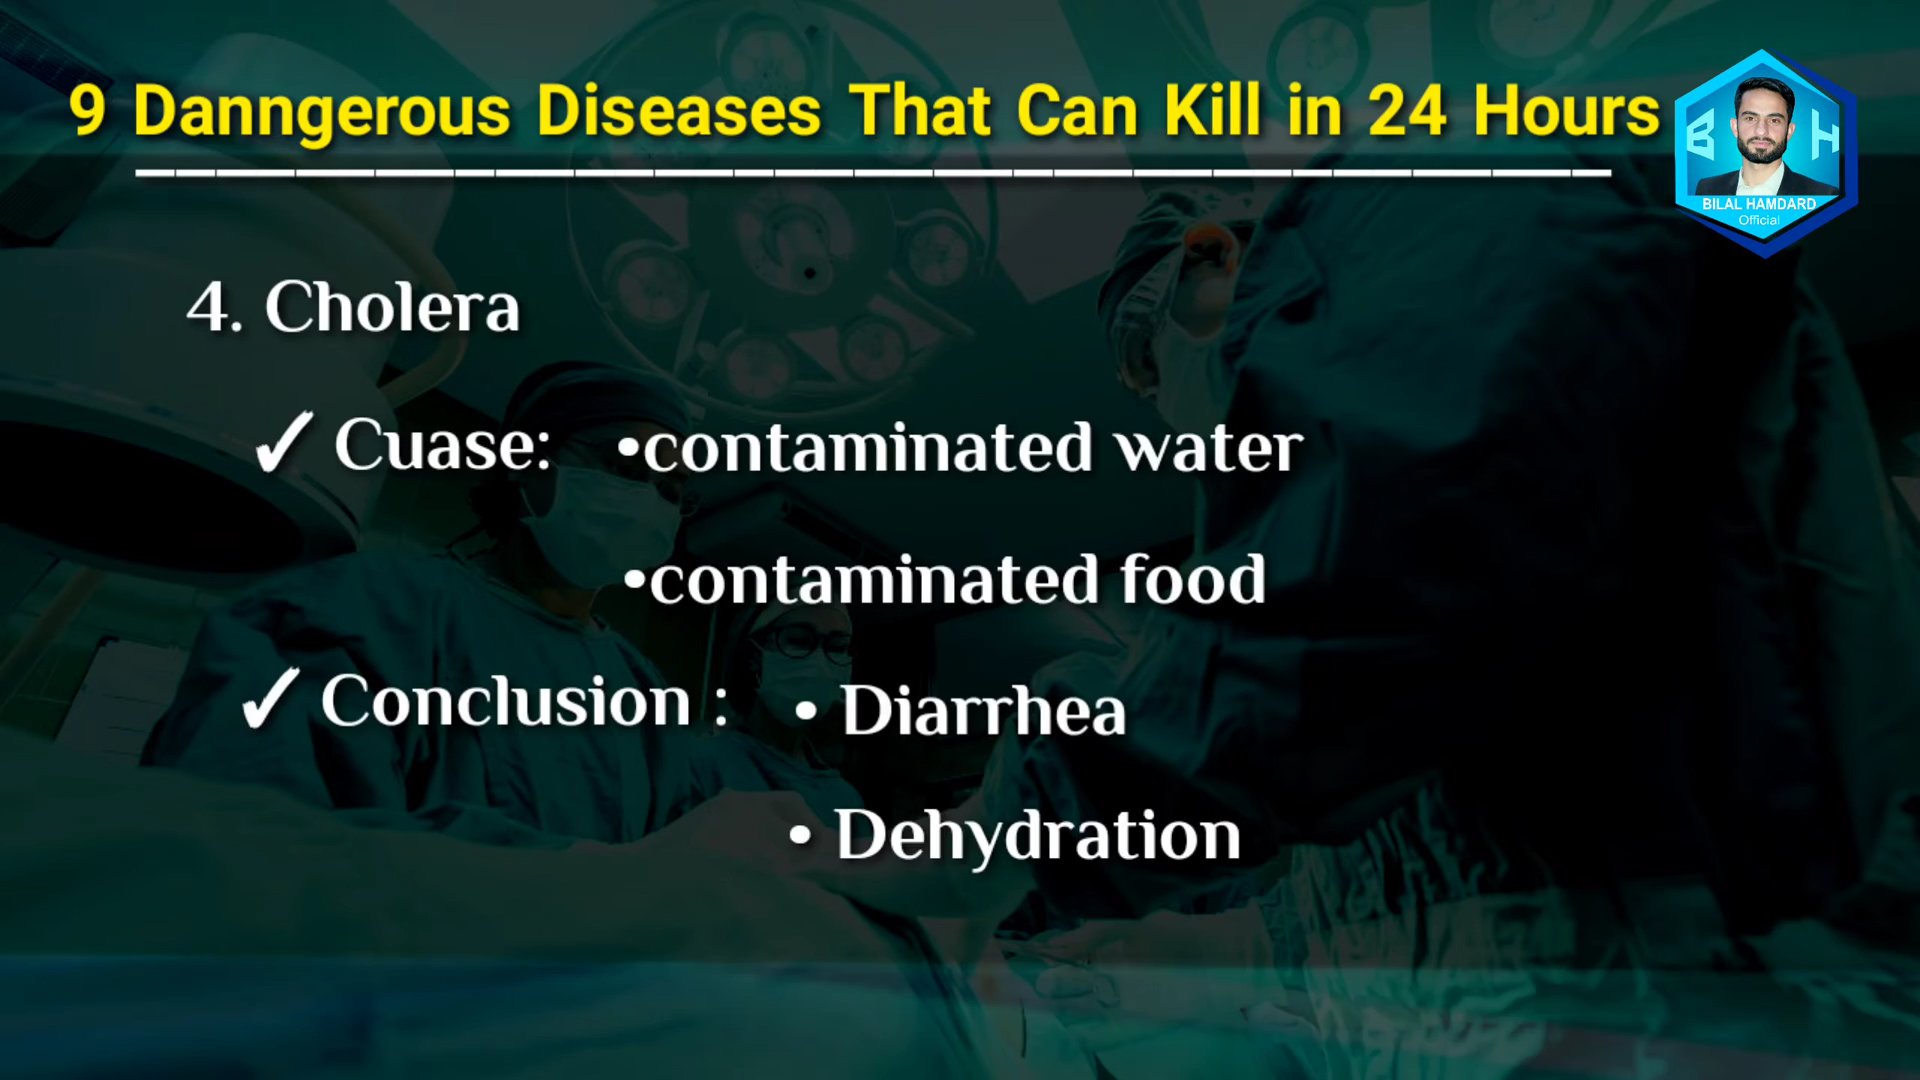 9 Danngerous Diseases That Can Kill in 24 Hours
B H
BILAL HAMDARD
Official
4. Cholera
✓ Cuase: •contaminated water
•contaminated food
✓ Conclusion : • Diarrhea
• Dehydration